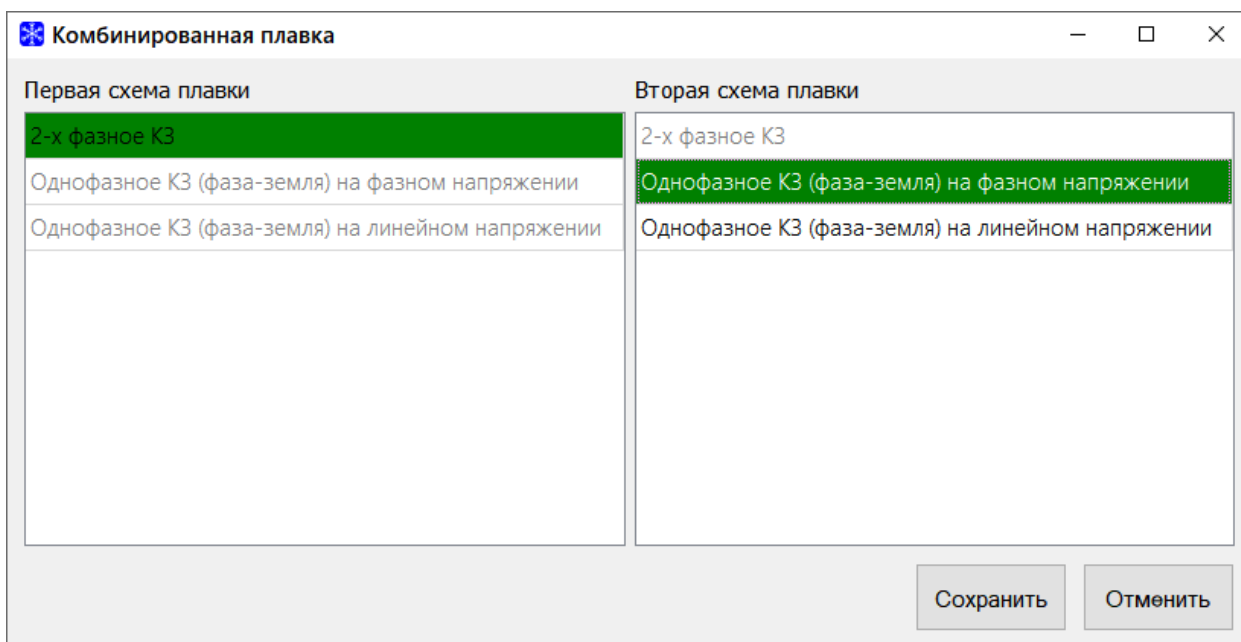 Комбинированная плавка
Первая схема плавки
2-х фазное КЗ
Однофазное КЗ (фаза-земля) на фазном напряжении
Однофазное КЗ (фаза-земля) на линейном напряжении
Вторая схема плавки
2-х фазное КЗ
Однофазное КЗ (фаза-земля) на фазном напряжении
Однофазное КЗ (фаза-земля) на линейном напряжении
Сохранить
Отменить